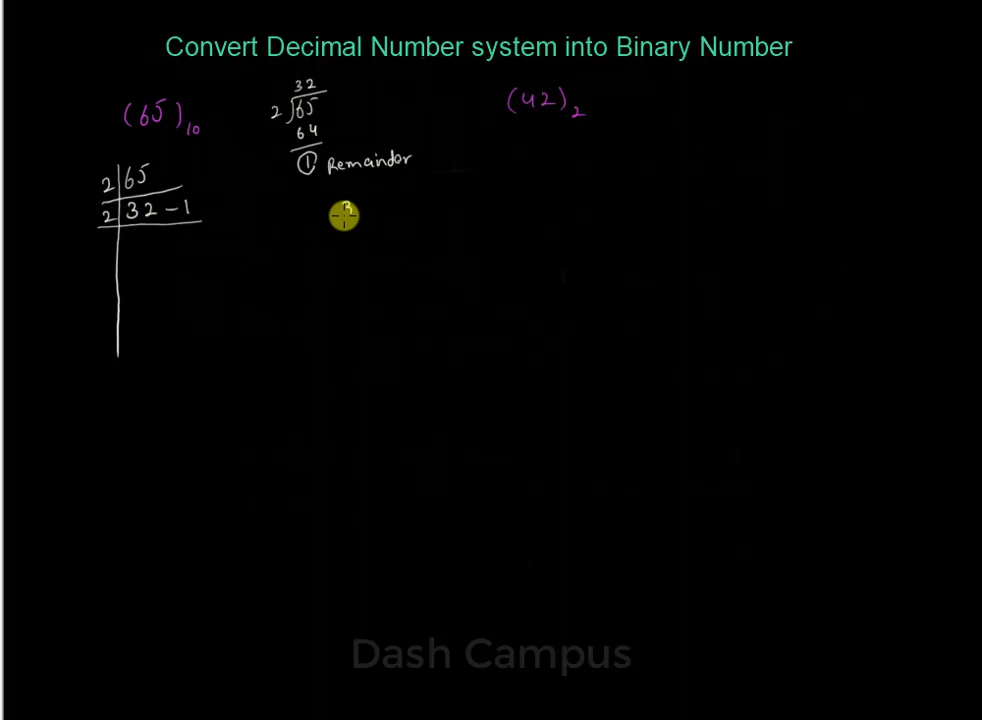 Convert Decimal Number system into Binary Number
(65)10
32
2)65
64
1 Remainder
(42)2
2 65
2 32 - 1
3
Dash Campus